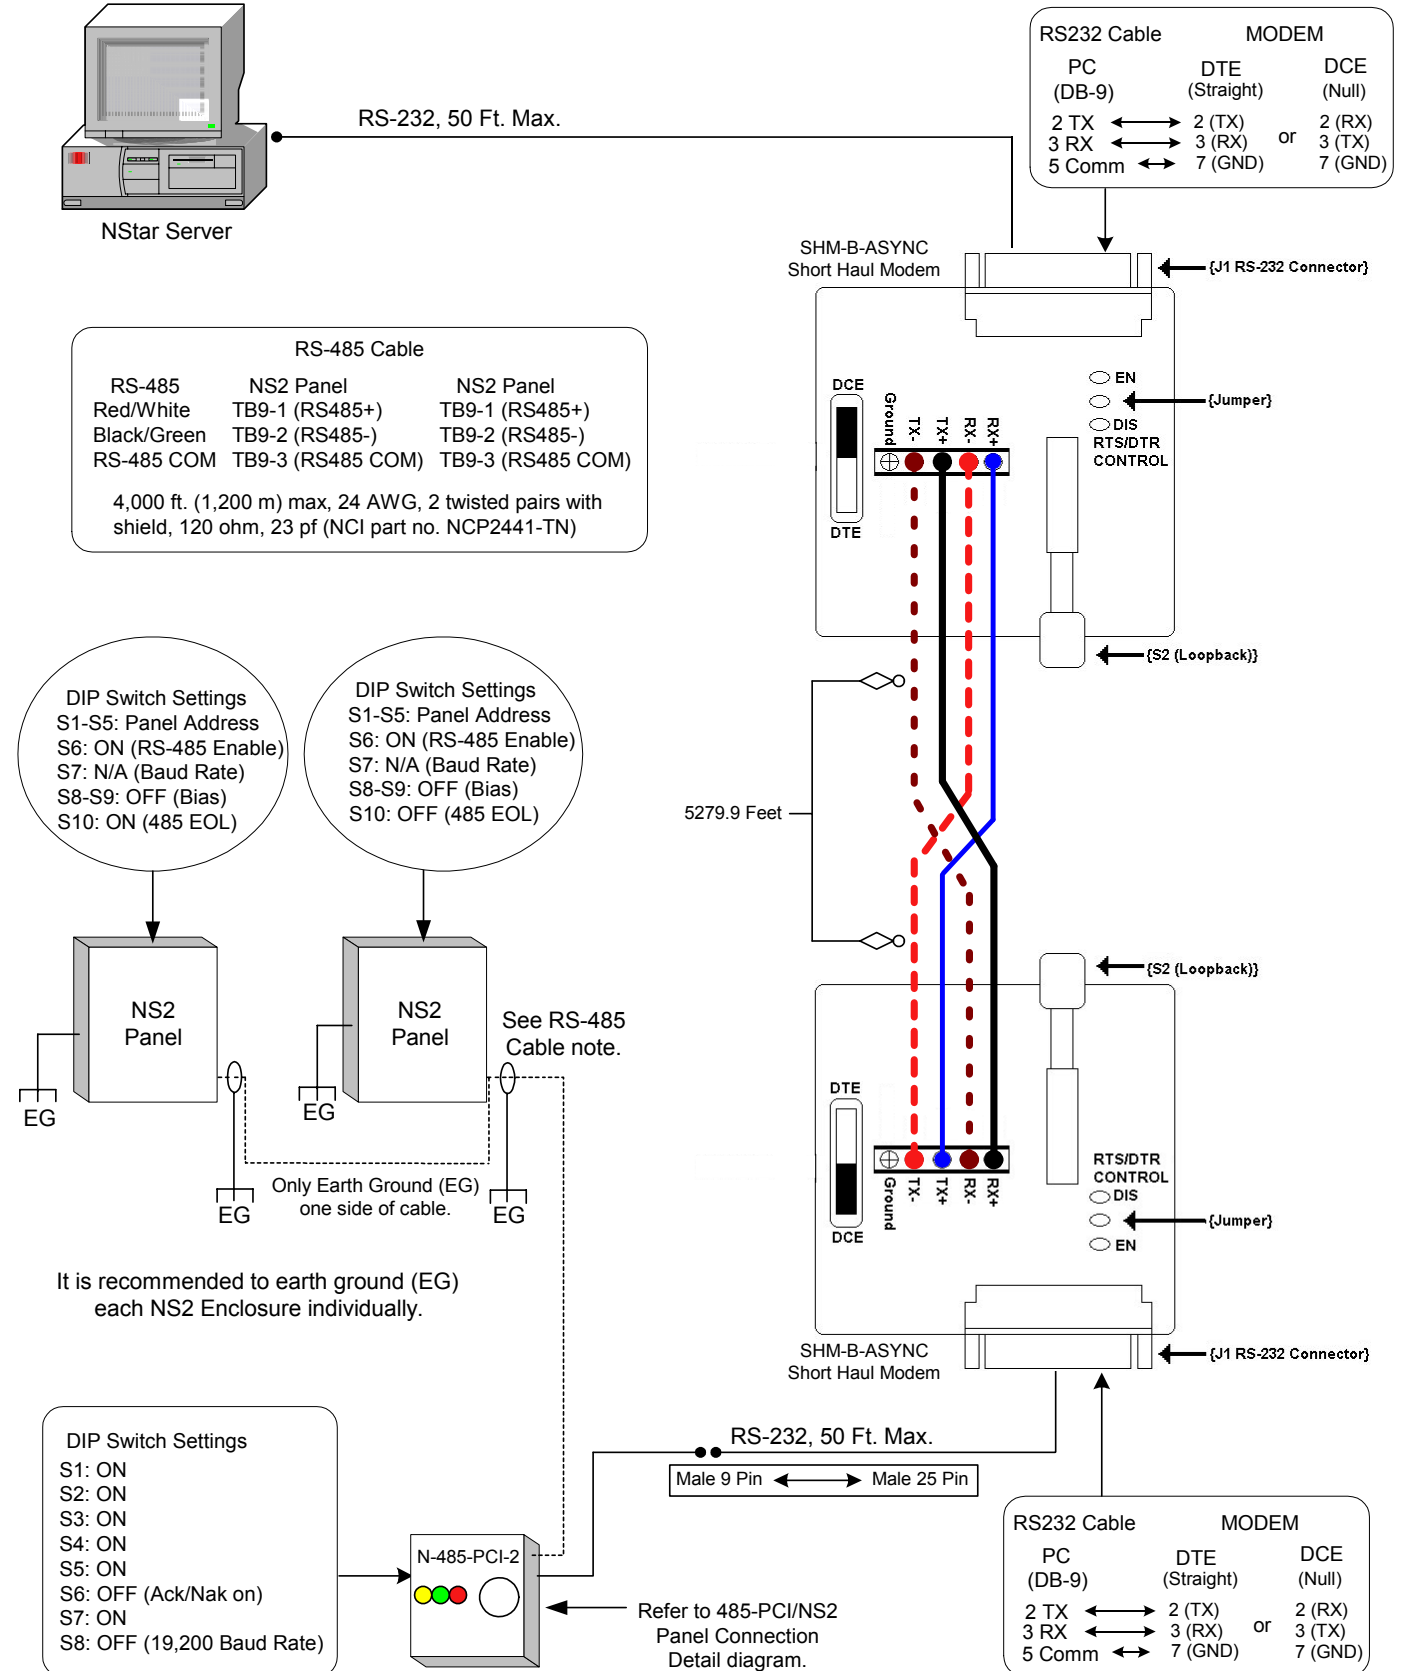 RS232 Cable MODEM
PC (DB-9) DTE (Straight) DCE (Null)
2 TX 2 (TX) or 2 (RX)
3 RX 3 (RX) 3 (TX)
5 Comm 7 (GND) 7 (GND)
RS-232, 50 Ft. Max.
NStar Server
SHM-B-ASYNC
Short Haul Modem
{J1 RS-232 Connector}
RS-485 Cable
RS-485 NS2 Panel NS2 Panel
Red/White TB9-1 (RS485+) TB9-1 (RS485+)
Black/Green TB9-2 (RS485-) TB9-2 (RS485-)
RS-485 COM TB9-3 (RS485 COM) TB9-3 (RS485 COM)
4,000 ft. (1,200 m) max, 24 AWG, 2 twisted pairs with
shield, 120 ohm, 23 pf (NCI part no. NCP2441-TN)
DCE
DTE
Ground
TX-
TX+
RX-
RX+
EN
{Jumper}
DIS
RTS/DTR
CONTROL
{S2 (Loopback)}
DIP Switch Settings
S1-S5: Panel Address
S6: ON (RS-485 Enable)
S7: N/A (Baud Rate)
S8-S9: OFF (Bias)
S10: ON (485 EOL)
DIP Switch Settings
S1-S5: Panel Address
S6: ON (RS-485 Enable)
S7: N/A (Baud Rate)
S8-S9: OFF (Bias)
S10: OFF (485 EOL)
5279.9 Feet
NS2
Panel
EG
NS2
Panel
EG
See RS-485
Cable note.
EG
Only Earth Ground (EG)
one side of cable.
EG
It is recommended to earth ground (EG)
each NS2 Enclosure individually.
{S2 (Loopback)}
DTE
DCE
Ground
TX-
TX+
RX-
RX+
RTS/DTR
CONTROL
DIS
{Jumper}
EN
SHM-B-ASYNC
Short Haul Modem
{J1 RS-232 Connector}
RS-232, 50 Ft. Max.
Male 9 Pin Male 25 Pin
DIP Switch Settings
S1: ON
S2: ON
S3: ON
S4: ON
S5: ON
S6: OFF (Ack/Nak on)
S7: ON
S8: OFF (19,200 Baud Rate)
N-485-PCI-2
Refer to 485-PCI/NS2
Panel Connection
Detail diagram.
RS232 Cable MODEM
PC (DB-9) DTE (Straight) DCE (Null)
2 TX 2 (TX) or 2 (RX)
3 RX 3 (RX) 3 (TX)
5 Comm 7 (GND) 7 (GND)